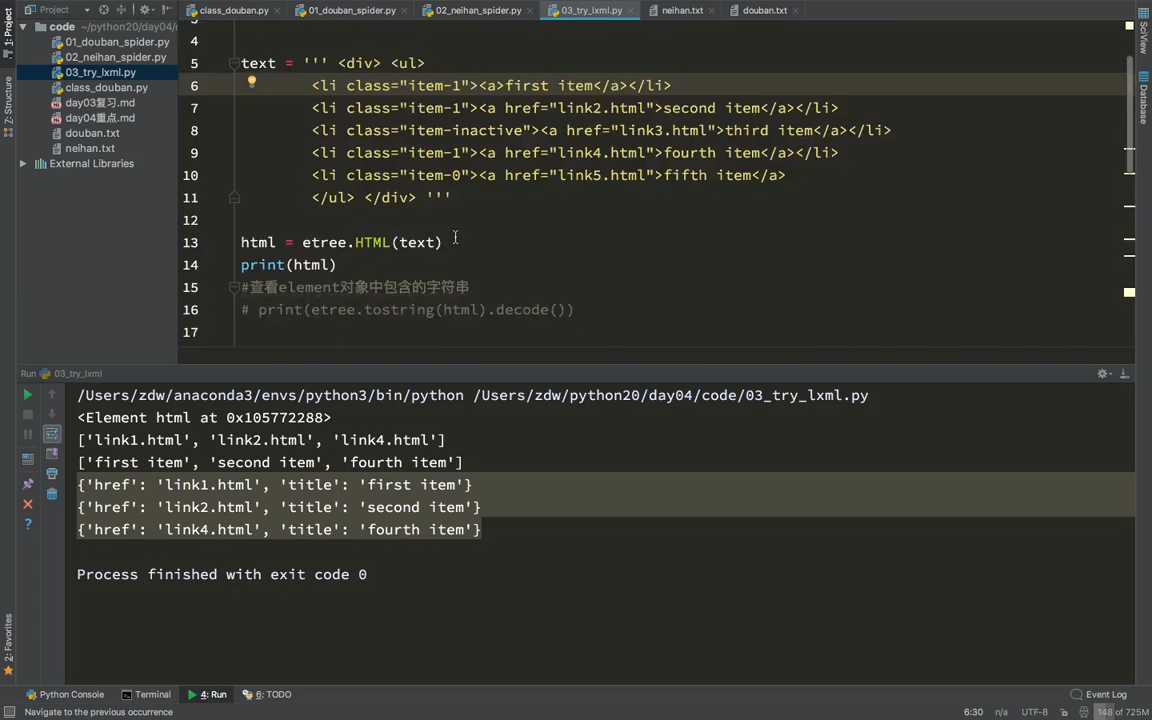 Project
class_douban.py
01_douban_spider.py
02_neihan_spider.py
03_try_lxml.py
neihan.txt
douban.txt
1: Project
Z: Structure
2: Favorites
SciView
Database
code ~/python20/day04/
01_douban_spider.py
02_neihan_spider.py
03_try_lxml.py
class_douban.py
day03复习.md
day04重点.md
douban.txt
neihan.txt
External Libraries
4
5 text = ''' <div> <ul>
6 <li class="item-1"><a>first item</a></li>
7 <li class="item-1"><a href="link2.html">second item</a></li>
8 <li class="item-inactive"><a href="link3.html">third item</a></li>
9 <li class="item-1"><a href="link4.html">fourth item</a></li>
10 <li class="item-0"><a href="link5.html">fifth item</a>
11 </ul> </div> '''
12
13 html = etree.HTML(text)
14 print(html)
15 #查看element对象中包含的字符串
16 # print(etree.tostring(html).decode())
17
Run 03_try_lxml
/Users/zdw/anaconda3/envs/python3/bin/python /Users/zdw/python20/day04/code/03_try_lxml.py
<Element html at 0x105772288>
['link1.html', 'link2.html', 'link4.html']
['first item', 'second item', 'fourth item']
{'href': 'link1.html', 'title': 'first item'}
{'href': 'link2.html', 'title': 'second item'}
{'href': 'link4.html', 'title': 'fourth item'}
Process finished with exit code 0
Python Console
Terminal
4: Run
6: TODO
Event Log
Navigate to the previous occurrence
6:30 n/a UTF-8 148 of 725M